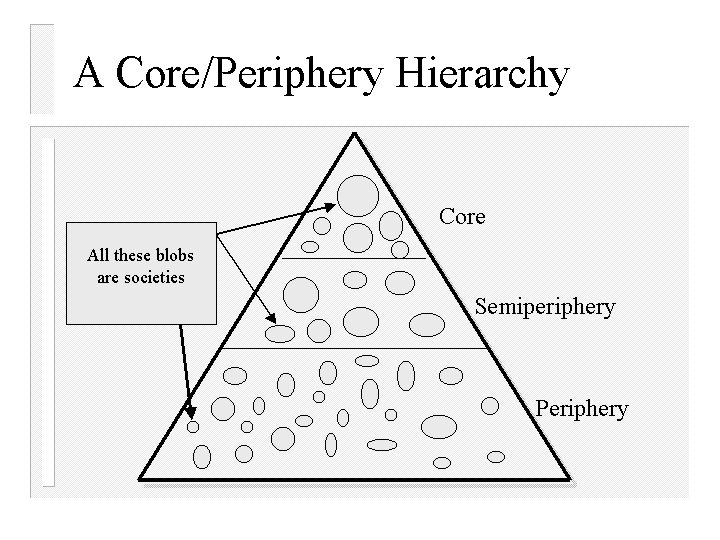 A Core/Periphery Hierarchy
Core
All these blobs
are societies
Semiperiphery
Periphery